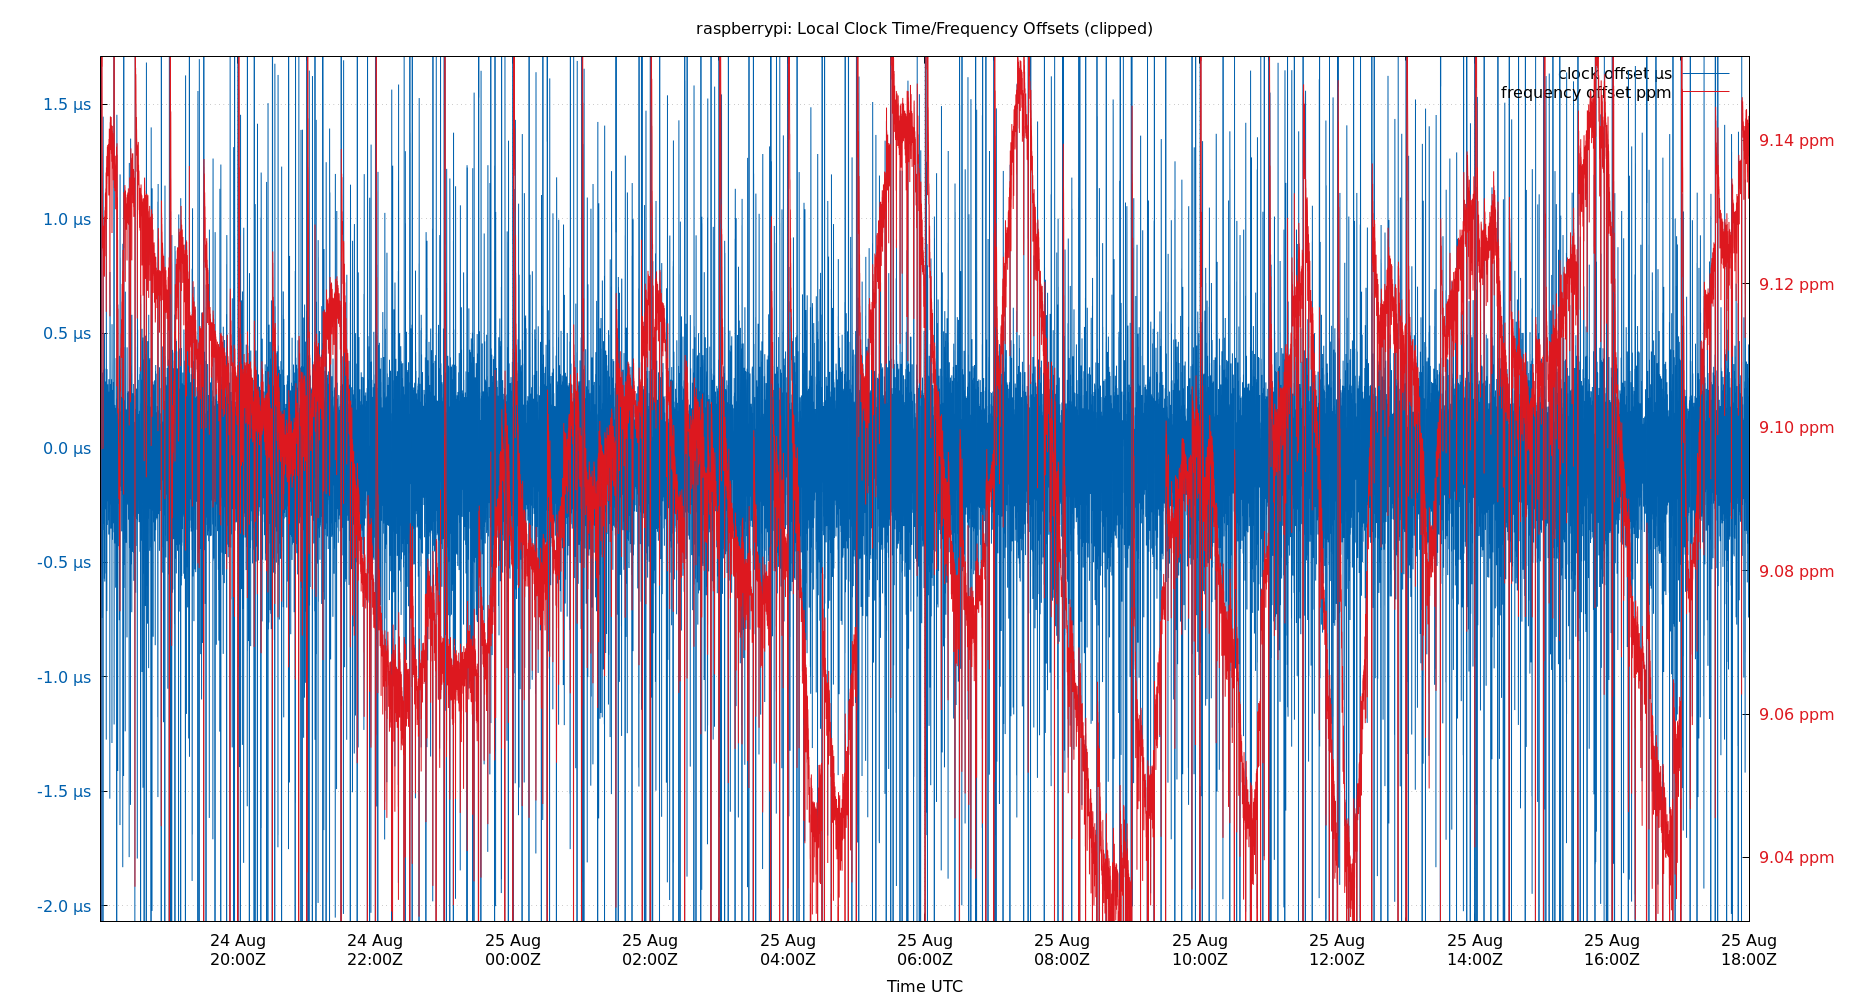 raspberrypi: Local Clock Time/Frequency Offsets (clipped)
clock offset µs
frequency offset ppm
1.5 µs
1.0 µs
0.5 µs
0.0 µs
-0.5 µs
-1.0 µs
-1.5 µs
-2.0 µs
9.14 ppm
9.12 ppm
9.10 ppm
9.08 ppm
9.06 ppm
9.04 ppm
24 Aug 24 Aug 25 Aug 25 Aug 25 Aug 25 Aug 25 Aug 25 Aug 25 Aug 25 Aug 25 Aug 25 Aug
20:00Z 22:00Z 00:00Z 02:00Z 04:00Z 06:00Z 08:00Z 10:00Z 12:00Z 14:00Z 16:00Z 18:00Z
Time UTC